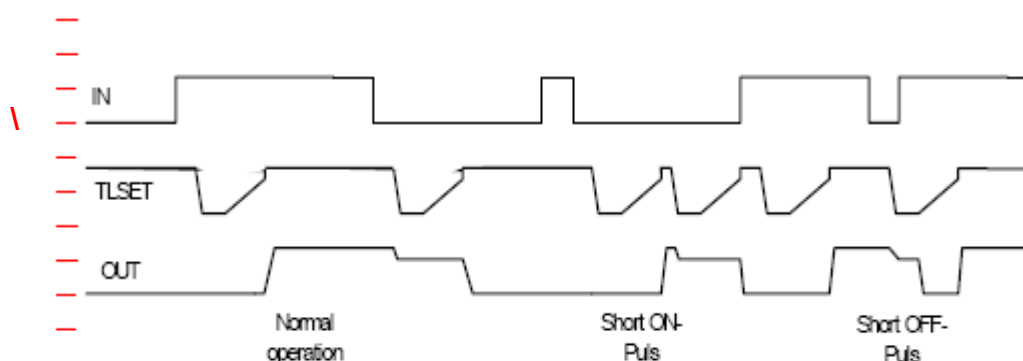 IN
\
TLSET
OUT
Normal
operation
Short ON-
Puls
Short OFF-
Puls